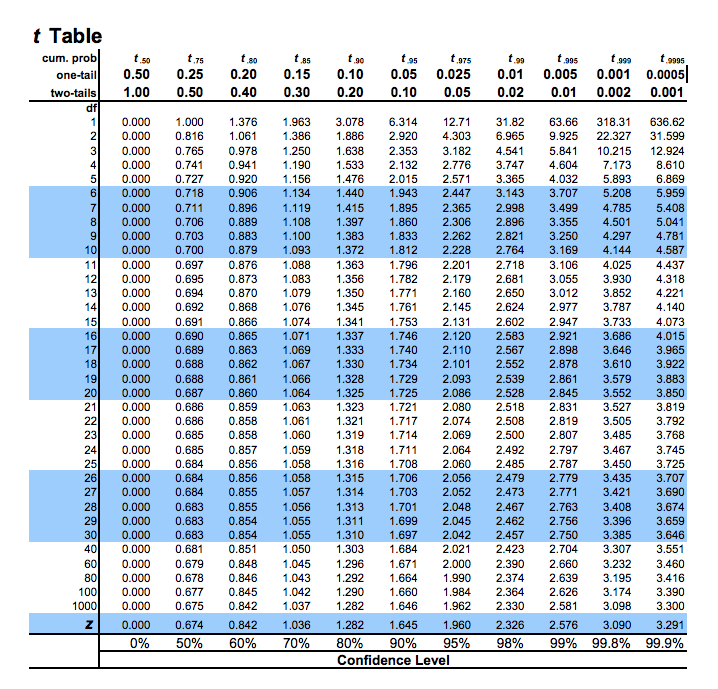 t Table
cum. prob t.50 t.75 t.80 t.85 t.90 t.95 t.975 t.99 t.995 t.999 t.9995
one-tail 0.50 0.25 0.20 0.15 0.10 0.05 0.025 0.01 0.005 0.001 0.0005
two-tails 1.00 0.50 0.40 0.30 0.20 0.10 0.05 0.02 0.01 0.002 0.001
df
1 0.000 1.000 1.376 1.963 3.078 6.314 12.71 31.82 63.66 318.31 636.62
2 0.000 0.816 1.061 1.386 1.886 2.920 4.303 6.965 9.925 22.327 31.599
3 0.000 0.765 0.978 1.250 1.638 2.353 3.182 4.541 5.841 10.215 12.924
4 0.000 0.741 0.941 1.190 1.533 2.132 2.776 3.747 4.604 7.173 8.610
5 0.000 0.727 0.920 1.156 1.476 2.015 2.571 3.365 4.032 5.893 6.869
6 0.000 0.718 0.906 1.134 1.440 1.943 2.447 3.143 3.707 5.208 5.959
7 0.000 0.711 0.896 1.119 1.415 1.895 2.365 2.998 3.499 4.785 5.408
8 0.000 0.706 0.889 1.108 1.397 1.860 2.306 2.896 3.355 4.501 5.041
9 0.000 0.703 0.883 1.100 1.383 1.833 2.262 2.821 3.250 4.297 4.781
10 0.000 0.700 0.879 1.093 1.372 1.812 2.228 2.764 3.169 4.144 4.587
11 0.000 0.697 0.876 1.088 1.363 1.796 2.201 2.718 3.106 4.025 4.437
12 0.000 0.695 0.873 1.083 1.356 1.782 2.179 2.681 3.055 3.930 4.318
13 0.000 0.694 0.870 1.079 1.350 1.771 2.160 2.650 3.012 3.852 4.221
14 0.000 0.692 0.868 1.076 1.345 1.761 2.145 2.624 2.977 3.787 4.140
15 0.000 0.691 0.866 1.074 1.341 1.753 2.131 2.602 2.947 3.733 4.073
16 0.000 0.690 0.865 1.071 1.337 1.746 2.120 2.583 2.921 3.686 4.015
17 0.000 0.689 0.863 1.069 1.333 1.740 2.110 2.567 2.898 3.646 3.965
18 0.000 0.688 0.862 1.067 1.330 1.734 2.101 2.552 2.878 3.610 3.922
19 0.000 0.688 0.861 1.066 1.328 1.729 2.093 2.539 2.861 3.579 3.883
20 0.000 0.687 0.860 1.064 1.325 1.725 2.086 2.528 2.845 3.552 3.850
21 0.000 0.686 0.859 1.063 1.323 1.721 2.080 2.518 2.831 3.527 3.819
22 0.000 0.686 0.858 1.061 1.321 1.717 2.074 2.508 2.819 3.505 3.792
23 0.000 0.685 0.858 1.060 1.319 1.714 2.069 2.500 2.807 3.485 3.768
24 0.000 0.685 0.857 1.059 1.318 1.711 2.064 2.492 2.797 3.467 3.745
25 0.000 0.684 0.856 1.058 1.316 1.708 2.060 2.485 2.787 3.450 3.725
26 0.000 0.684 0.856 1.058 1.315 1.706 2.056 2.479 2.779 3.435 3.707
27 0.000 0.684 0.855 1.057 1.314 1.703 2.052 2.473 2.771 3.421 3.690
28 0.000 0.683 0.855 1.056 1.313 1.701 2.048 2.467 2.763 3.408 3.674
29 0.000 0.683 0.854 1.055 1.311 1.699 2.045 2.462 2.756 3.396 3.659
30 0.000 0.683 0.854 1.055 1.310 1.697 2.042 2.457 2.750 3.385 3.646
40 0.000 0.681 0.851 1.050 1.303 1.684 2.021 2.423 2.704 3.307 3.551
60 0.000 0.679 0.848 1.045 1.296 1.671 2.000 2.390 2.660 3.232 3.460
80 0.000 0.678 0.846 1.043 1.292 1.664 1.990 2.374 2.639 3.195 3.416
100 0.000 0.677 0.845 1.042 1.290 1.660 1.984 2.364 2.626 3.174 3.390
1000 0.000 0.675 0.842 1.037 1.282 1.646 1.962 2.330 2.581 3.098 3.300
z 0.000 0.674 0.842 1.036 1.282 1.645 1.960 2.326 2.576 3.090 3.291
0% 50% 60% 70% 80% 90% 95% 98% 99% 99.8% 99.9%
Confidence Level